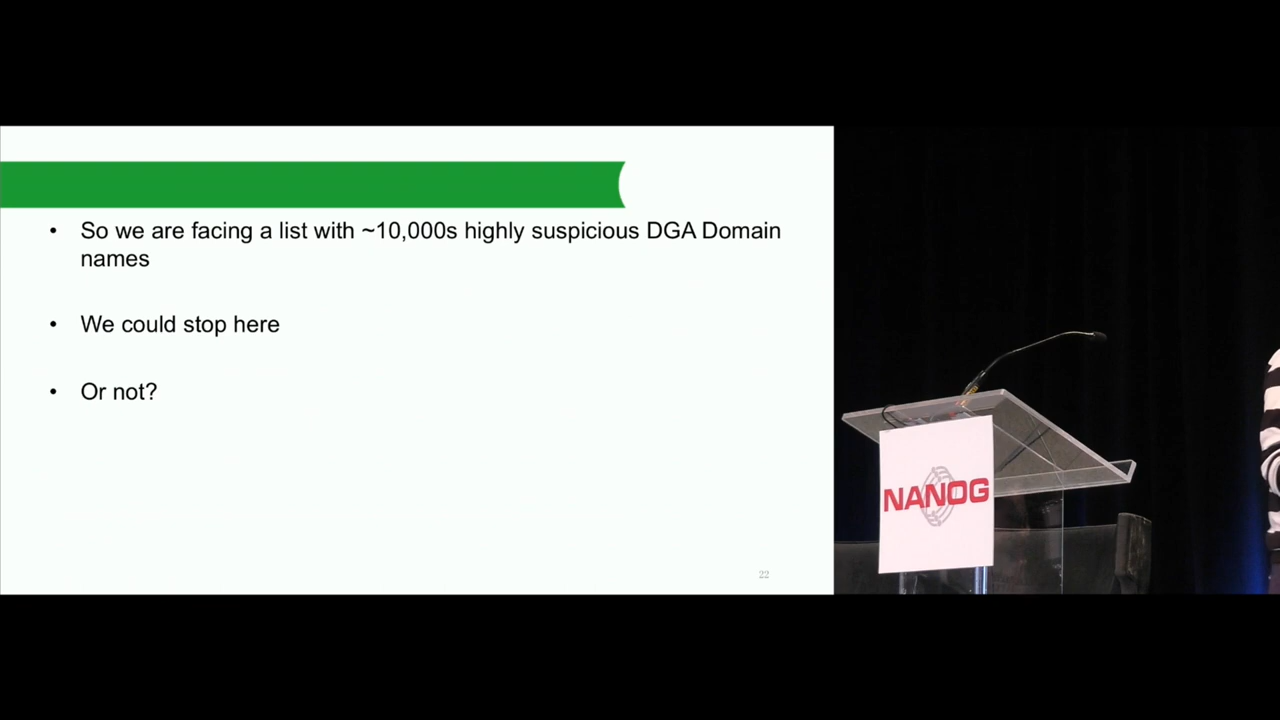 • So we are facing a list with ~10,000s highly suspicious DGA Domain
names
• We could stop here
• Or not?
22
NANOG